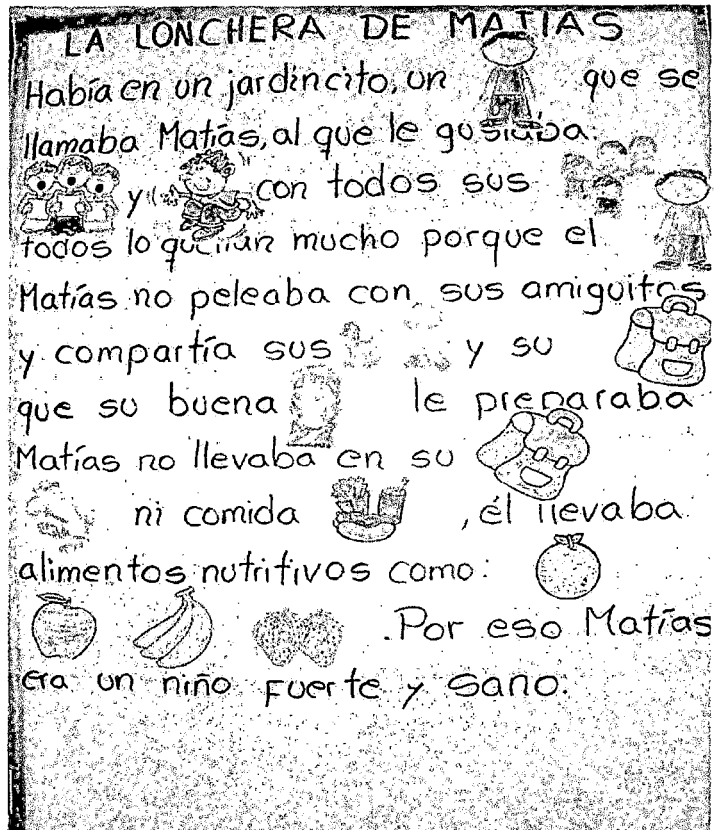 LA LONCHERA DE MATIAS
Había en un jardincito, un que se
llamaba Matías, al que le gustaba:
y con todos sus
todos lo querían mucho porque el
Matías no peleaba con sus amiguitos
y compartía sus y su
que su buena le preparaba
Matías no llevaba en su
ni comida , él llevaba
alimentos nutritivos como:
.Por eso Matías
era un niño fuerte y sano.